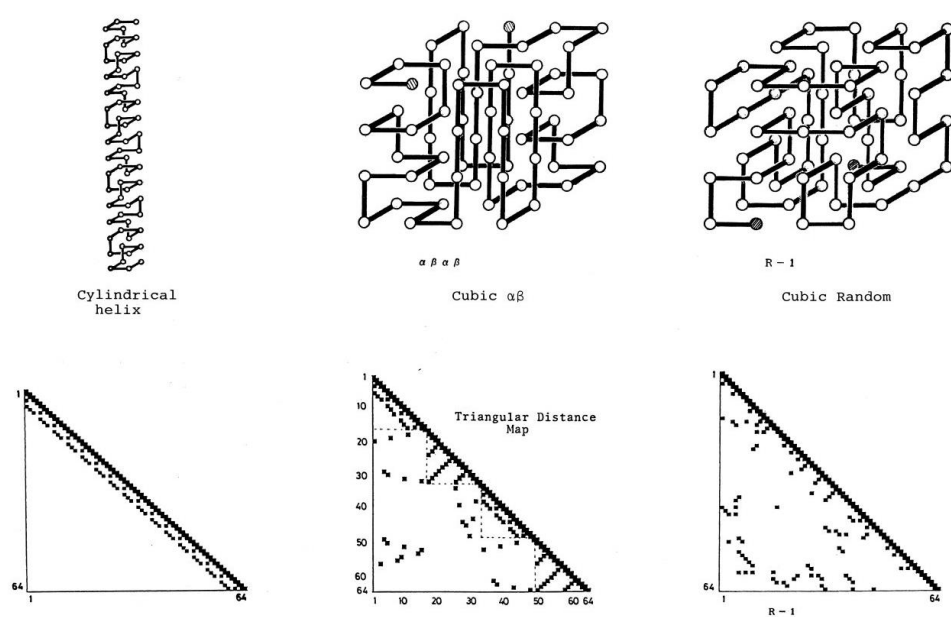 α β α β
R - 1
Cylindrical
helix
Cubic αβ
Cubic Random
1
64
1
64
Triangular Distance
Map
1
10
20
30
40
50
60
64
1 10 20 30 40 50 60 64
1
64
1
64
R - 1